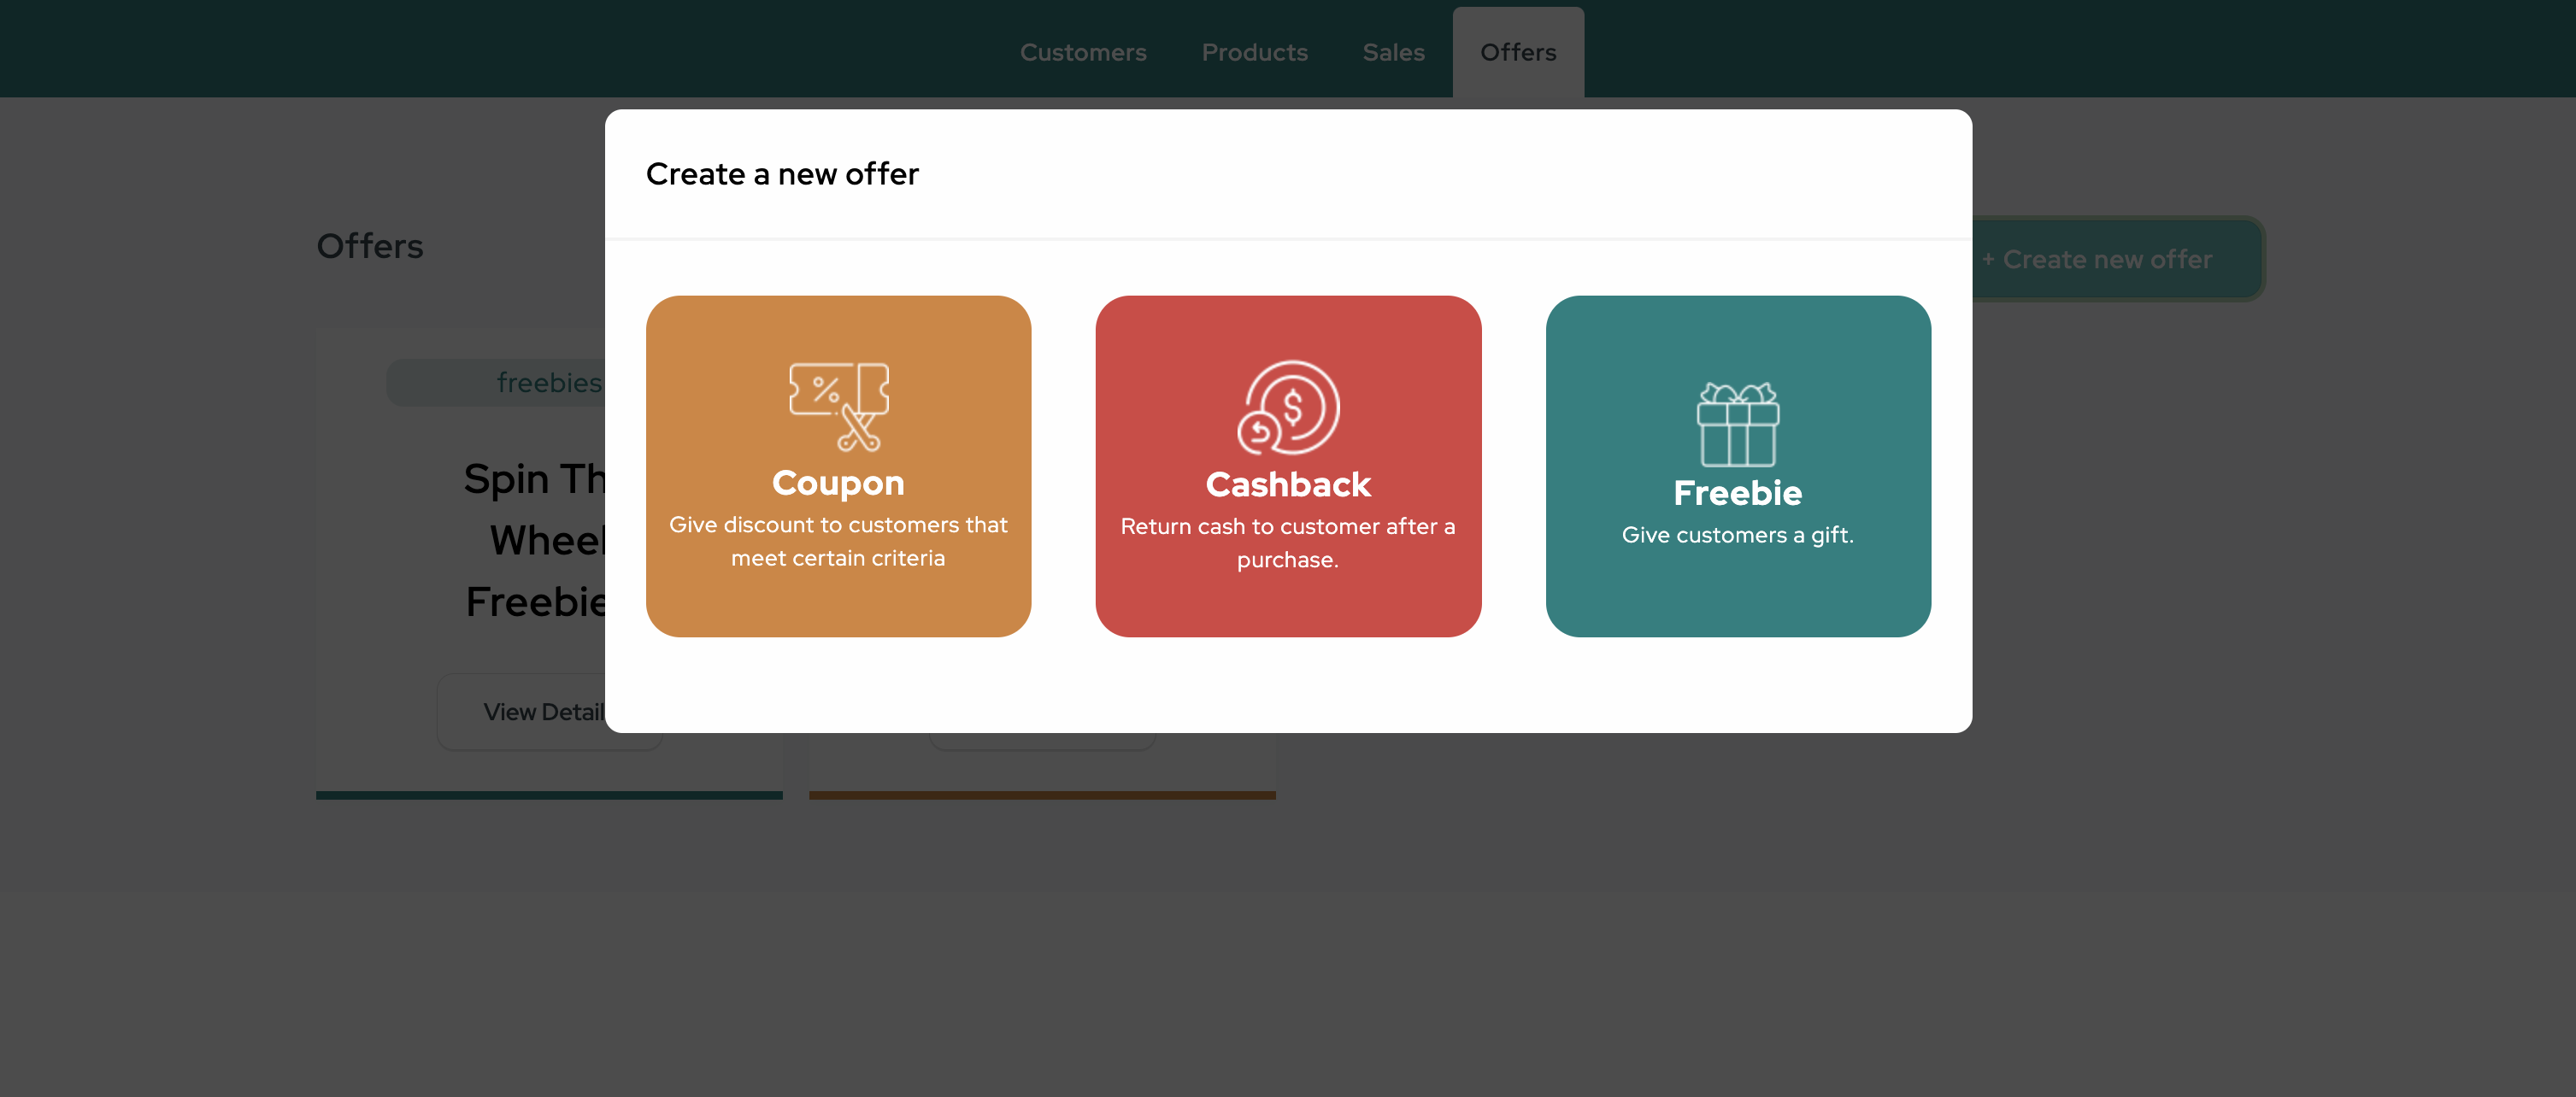 Customers Products Sales Offers
Create a new offer
Offers
+ Create new offer
freebies
Spin Th
Wheel
Freebie
View Detail
Coupon
Give discount to customers that
meet certain criteria
Cashback
Return cash to customer after a
purchase.
Freebie
Give customers a gift.